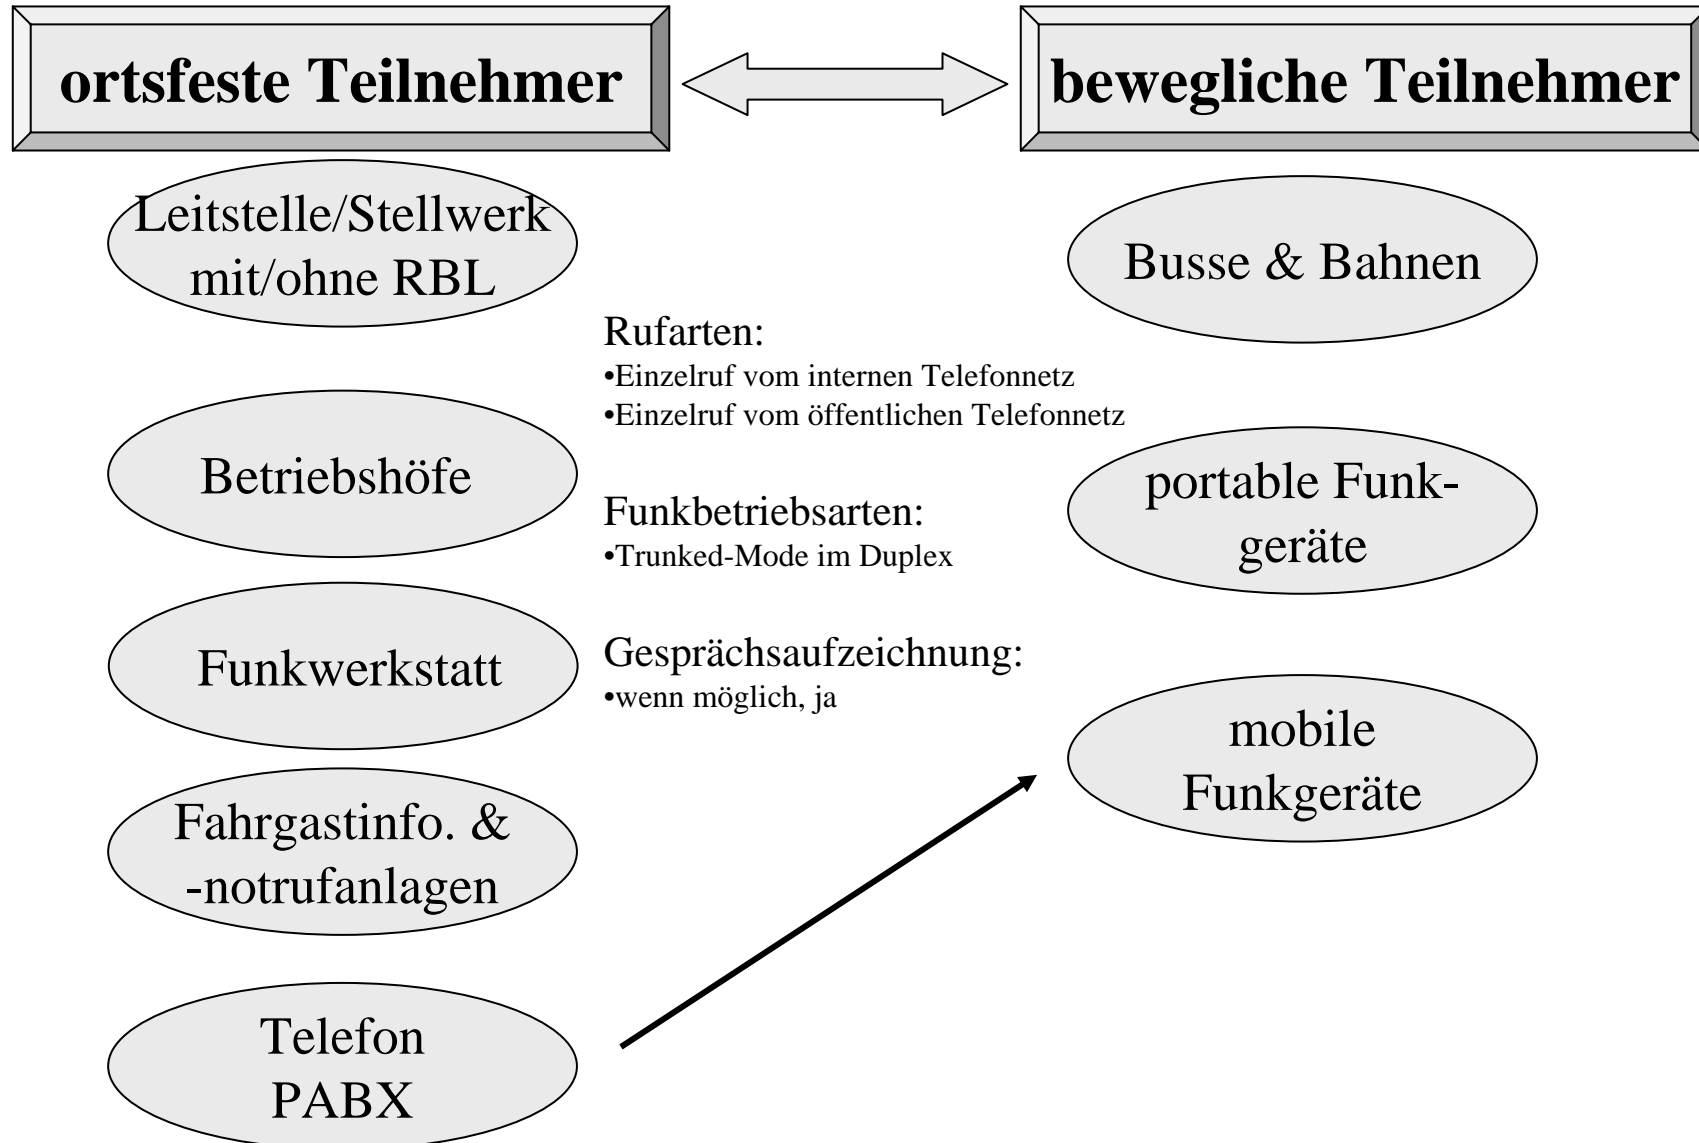 ortsfeste Teilnehmer
bewegliche Teilnehmer
Leitstelle/Stellwerk
mit/ohne RBL
Betriebshöfe
Funkwerkstatt
Fahrgastinfo. &
-notrufanlagen
Telefon
PABX
Rufarten:
•Einzelruf vom internen Telefonnetz
•Einzelruf vom öffentlichen Telefonnetz
Funkbetriebsarten:
•Trunked-Mode im Duplex
Gesprächsaufzeichnung:
•wenn möglich, ja
Busse & Bahnen
portable Funk-
geräte
mobile
Funkgeräte